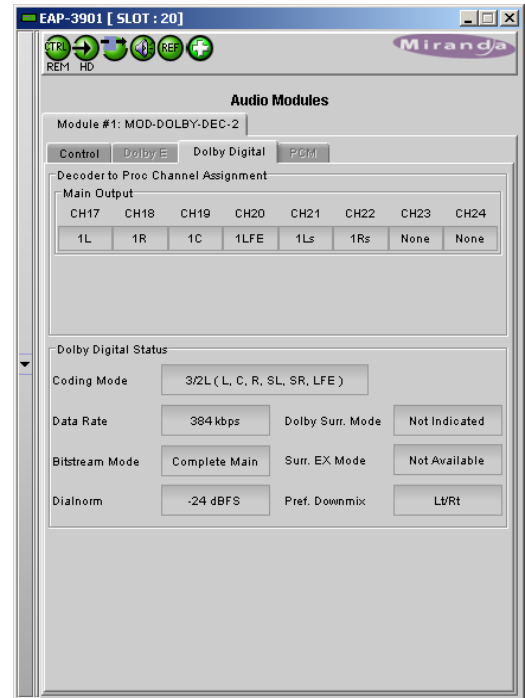 EAP-3901 [ SLOT : 20]
CTRL REF
REM HD
Miranda
Audio Modules
Module #1: MOD-DOLBY-DEC-2
Control Dolby E Dolby Digital PCM
Decoder to Proc Channel Assignment
Main Output
CH17 CH18 CH19 CH20 CH21 CH22 CH23 CH24
1L 1R 1C 1LFE 1Ls 1Rs None None
Dolby Digital Status
Coding Mode 3/2L ( L, C, R, SL, SR, LFE )
Data Rate 384 kbps Dolby Surr. Mode Not Indicated
Bitstream Mode Complete Main Surr. EX Mode Not Available
Dialnorm -24 dBFS Pref. Downmix Lt/Rt